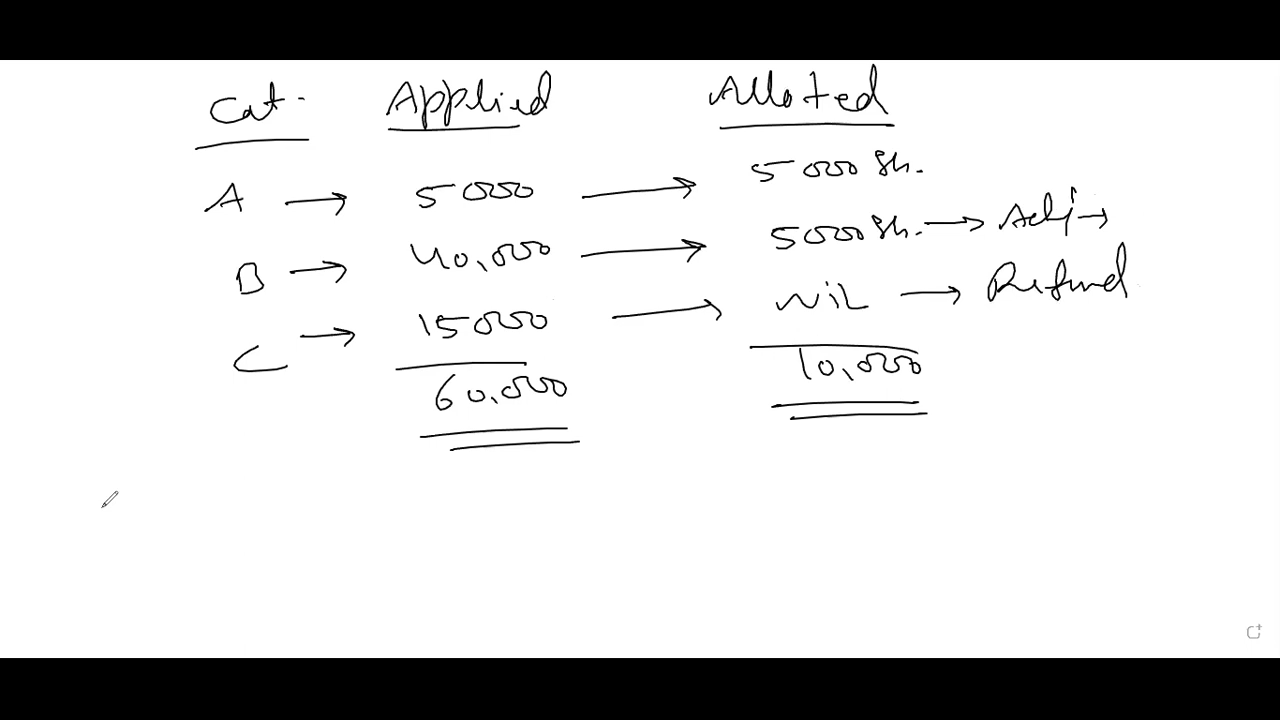 Cat. Applied Alloted
A → 5000 → 5000 Sh.
B → 40,000 → 5000 Sh. → Adj →
C → 15000 → NiL → Refund
60,000 10,000